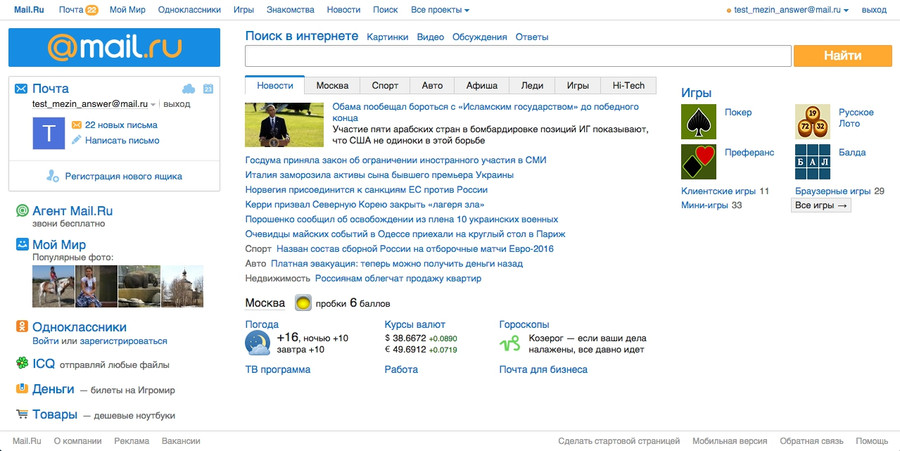 Mail.Ru Почта 22 Мой Мир Одноклассники Игры Знакомства Новости Поиск Все проекты test_mezin_answer@mail.ru выход
@mail.ru
Почта 23
test_mezin_answer@mail.ru выход
T
22 новых письма
Написать письмо
Регистрация нового ящика
Агент Mail.Ru
звони бесплатно
Мой Мир
Популярные фото:
Одноклассники
Войти или зарегистрироваться
ICQ отправляй любые файлы
Деньги — билеты на Игромир
Товары — дешевые ноутбуки
Поиск в интернете Картинки Видео Обсуждения Ответы
Найти
Новости Москва Спорт Авто Афиша Леди Игры Hi-Tech
Обама пообещал бороться с «Исламским государством» до победного
конца
Участие пяти арабских стран в бомбардировке позиций ИГ показывают,
что США не одиноки в этой борьбе
Госдума приняла закон об ограничении иностранного участия в СМИ
Италия заморозила активы сына бывшего премьера Украины
Норвегия присоединится к санкциям ЕС против России
Керри призвал Северную Корею закрыть «лагеря зла»
Порошенко сообщил об освобождении из плена 10 украинских военных
Очевидцы майских событий в Одессе приехали на круглый стол в Париж
Спорт Назван состав сборной России на отборочные матчи Евро-2016
Авто Платная эвакуация: теперь можно получить деньги назад
Недвижимость Россиянам облегчат продажу квартир
Москва пробки 6 баллов
Погода
+16, ночью +10
завтра +10
ТВ программа
Курсы валют
$ 38.6672 +0.0890
€ 49.6912 +0.0719
Работа
Гороскопы
Козерог — если ваши дела
налажены, все давно идет
Почта для бизнеса
Игры
Покер
19
72 32
Русское
Лото
Преферанс
БАЛ
Балда
Клиентские игры 11 Браузерные игры 29
Мини-игры 33 Все игры →
Mail.Ru О компании Реклама Вакансии Сделать стартовой страницей Мобильная версия Обратная связь Помощь